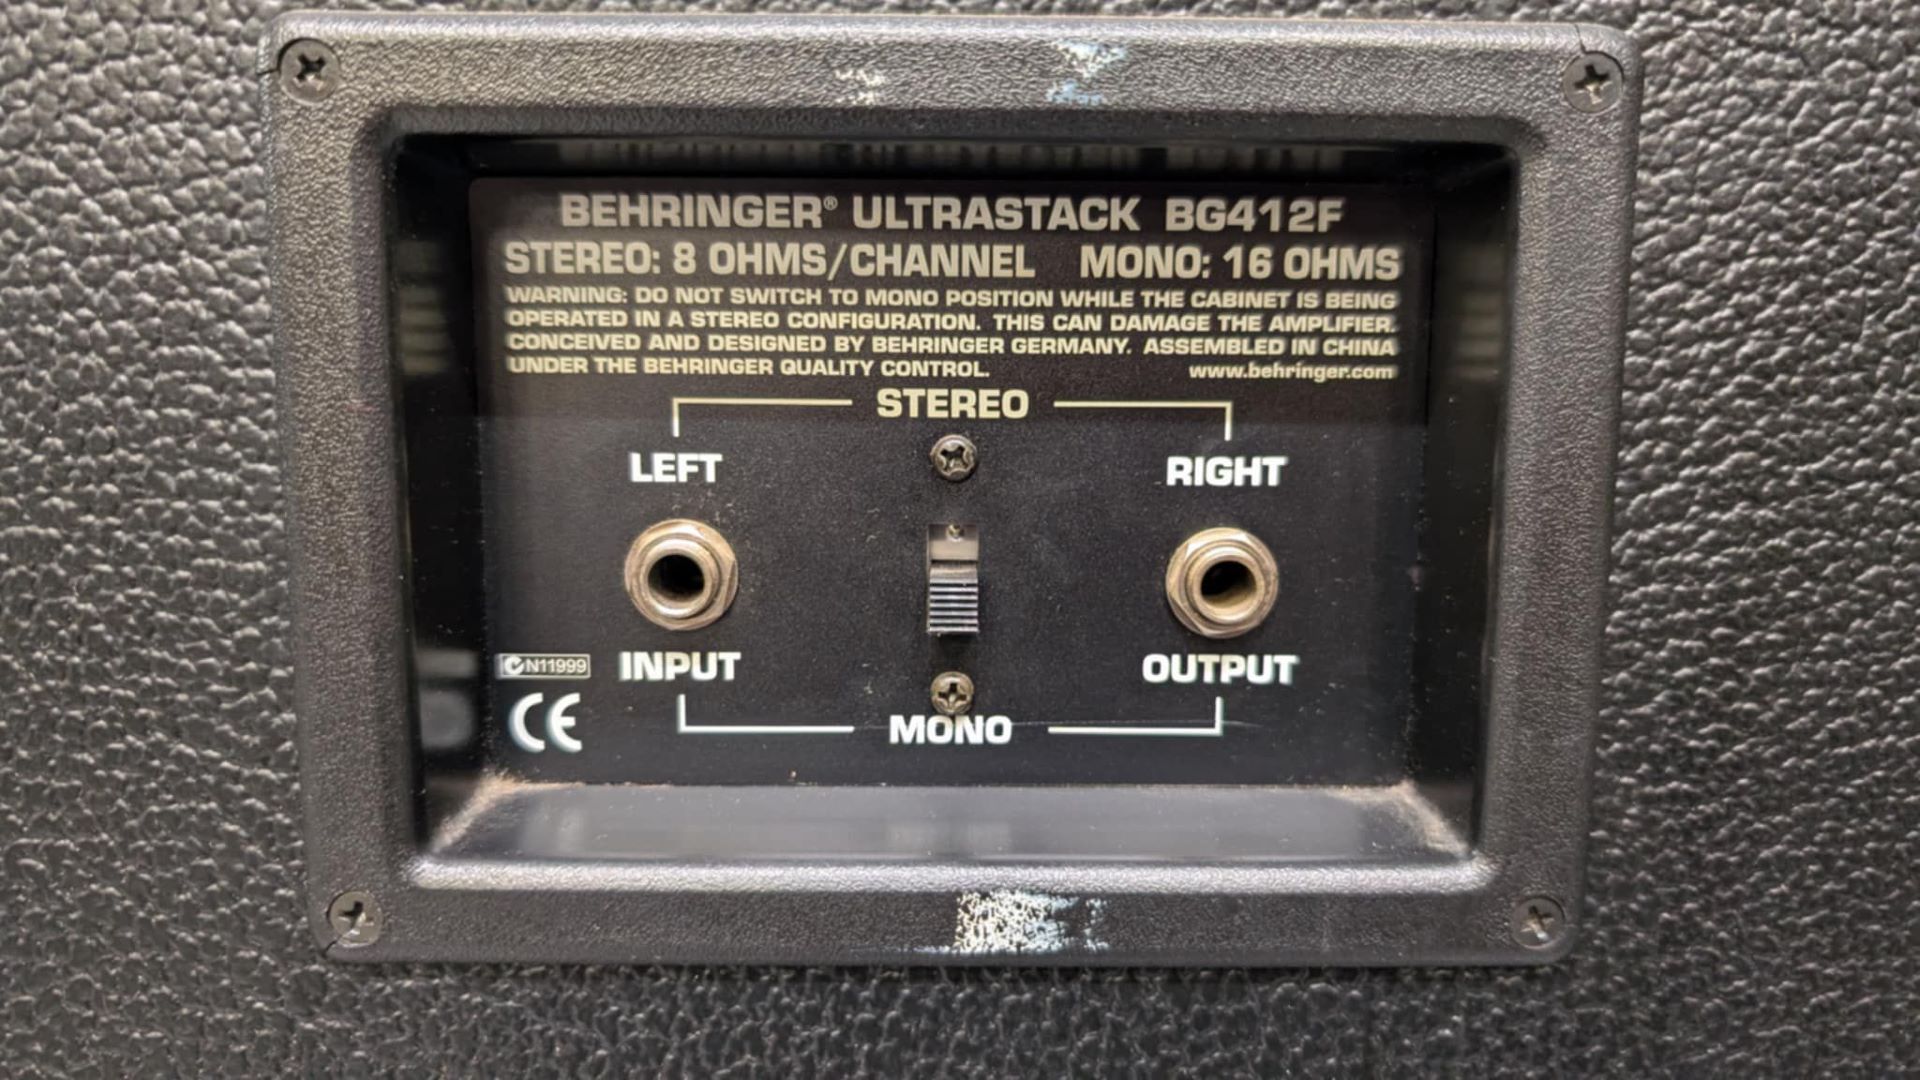 BEHRINGER® ULTRASTACK BG412F
STEREO: 8 OHMS/CHANNEL MONO: 16 OHMS
WARNING: DO NOT SWITCH TO MONO POSITION WHILE THE CABINET IS BEING
OPERATED IN A STEREO CONFIGURATION. THIS CAN DAMAGE THE AMPLIFIER.
CONCEIVED AND DESIGNED BY BEHRINGER GERMANY. ASSEMBLED IN CHINA
UNDER THE BEHRINGER QUALITY CONTROL. www.behringer.com
STEREO
LEFT RIGHT
N11999 INPUT OUTPUT
CE
MONO